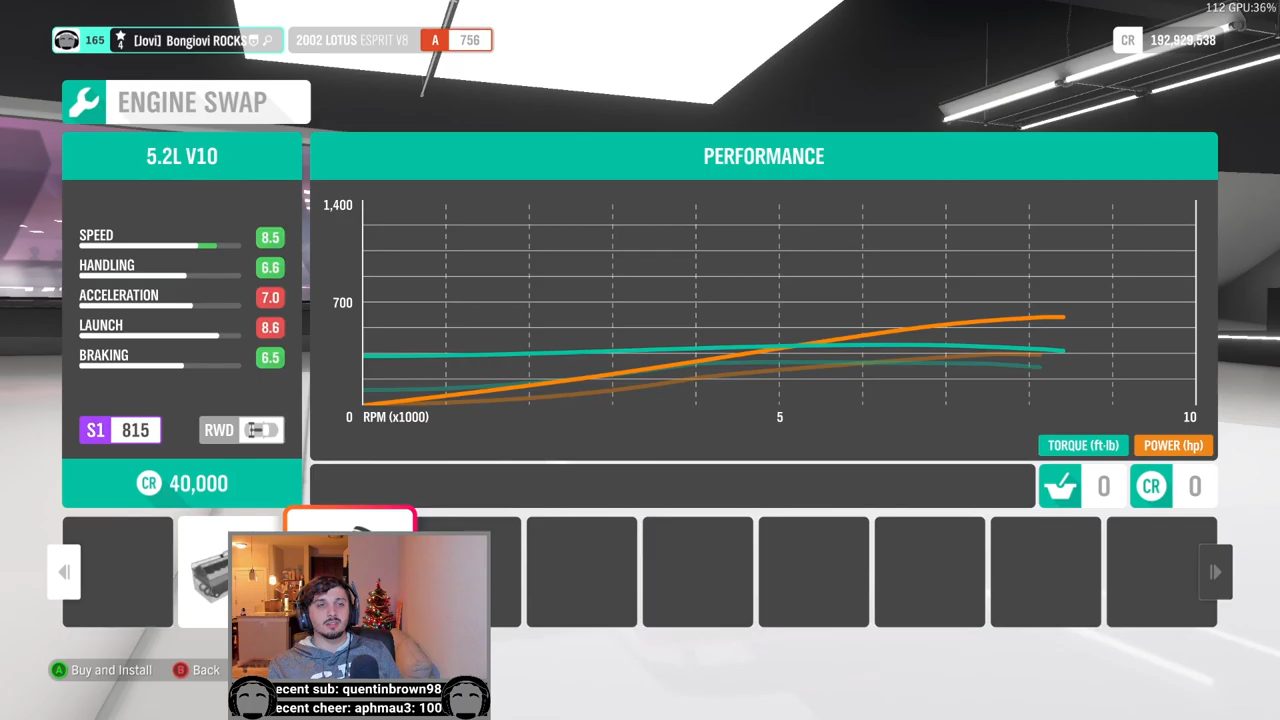 112 GPU:36%
165 4 [Jovi] Bongiovi ROCKS
2002 LOTUS ESPRIT V8 A 756
CR 192,929,538
ENGINE SWAP
5.2L V10
PERFORMANCE
SPEED 8.5
HANDLING 6.6
ACCELERATION 7.0
LAUNCH 8.6
BRAKING 6.5
S1 815 RWD
CR 40,000
1,400
700
0 RPM (x1000) 5 10
TORQUE (ft·lb) POWER (hp)
0 CR 0
A Buy and Install B Back
ecent sub: quentinbrown98
ecent cheer: aphmau3: 100